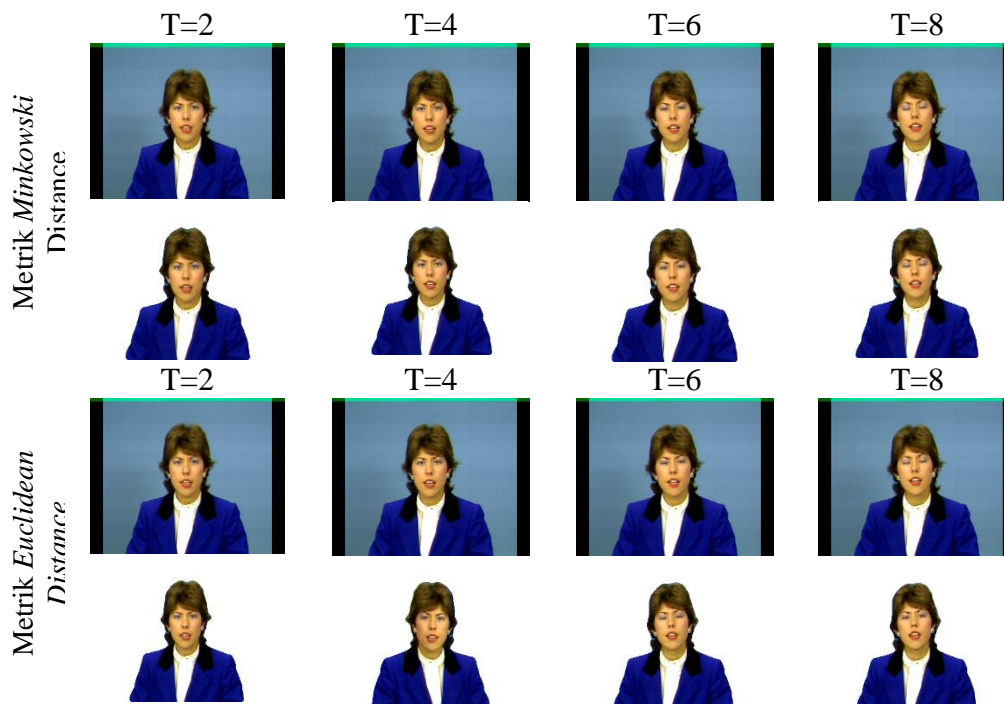 T=2 T=4 T=6 T=8
Metrik Minkowski
Distance
T=2 T=4 T=6 T=8
Metrik Euclidean
Distance